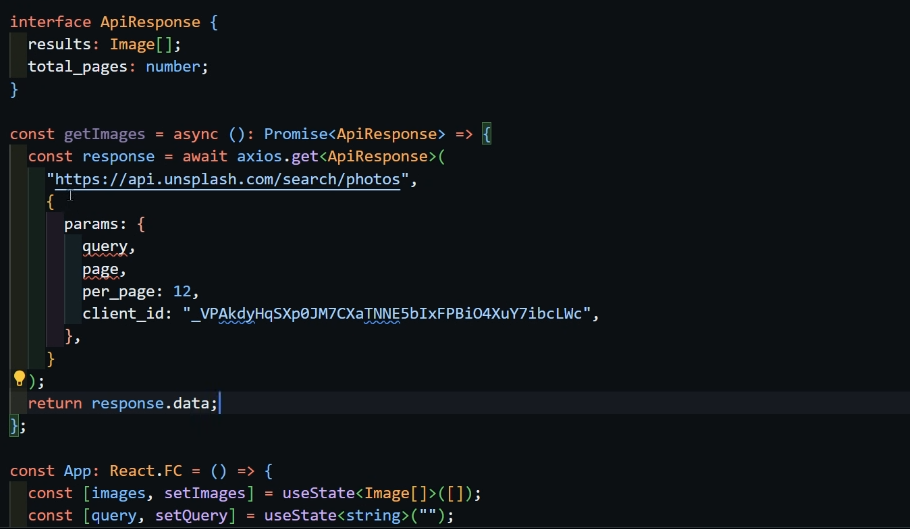 interface ApiResponse {
results: Image[];
total_pages: number;
}
const getImages = async (): Promise<ApiResponse> => {
const response = await axios.get<ApiResponse>(
"https://api.unsplash.com/search/photos",
{
params: {
query,
page,
per_page: 12,
client_id: "_VPAkdyHqSXp0JM7CXaTNNE5bIxFPBiO4XuY7ibcLWc",
},
}
);
return response.data;
};
const App: React.FC = () => {
const [images, setImages] = useState<Image[]>([]);
const [query, setQuery] = useState<string>("");